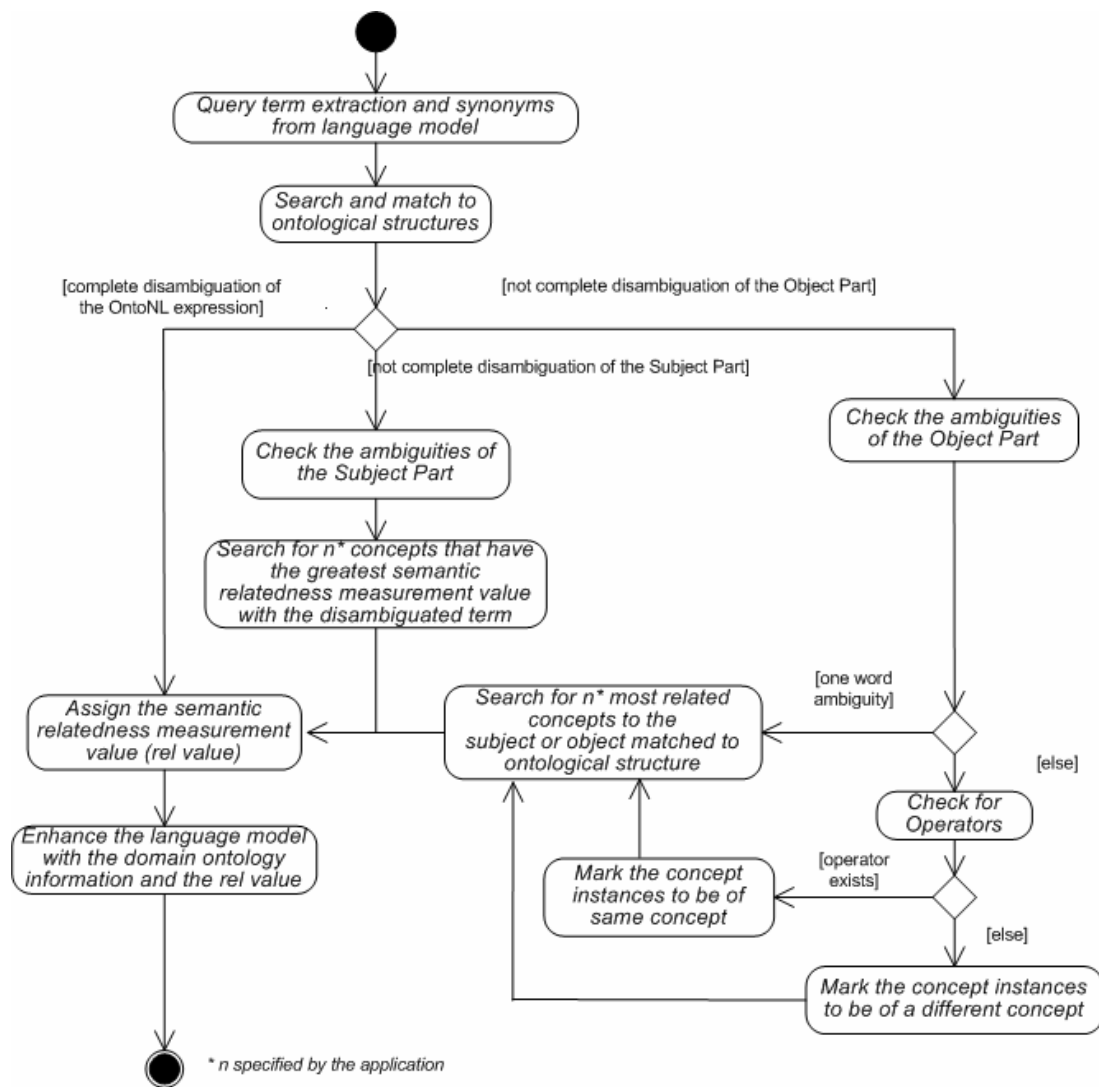 Query term extraction and synonyms
from language model
Search and match to
ontological structures
[complete disambiguation of
the OntoNL expression]
[not complete disambiguation of the Object Part]
[not complete disambiguation of the Subject Part]
Check the ambiguities of
the Subject Part
Check the ambiguities
of the Object Part
Search for n* concepts that have
the greatest semantic
relatedness measurement value
with the disambiguated term
[one word
ambiguity]
Assign the semantic
relatedness measurement
value (rel value)
Search for n* most related
concepts to the
subject or object matched to
ontological structure
[else]
Check for
Operators
Enhance the language model
with the domain ontology
information and the rel value
Mark the concept
instances to be of
same concept
[operator
exists]
[else]
Mark the concept instances
to be of a different concept
* n specified by the application